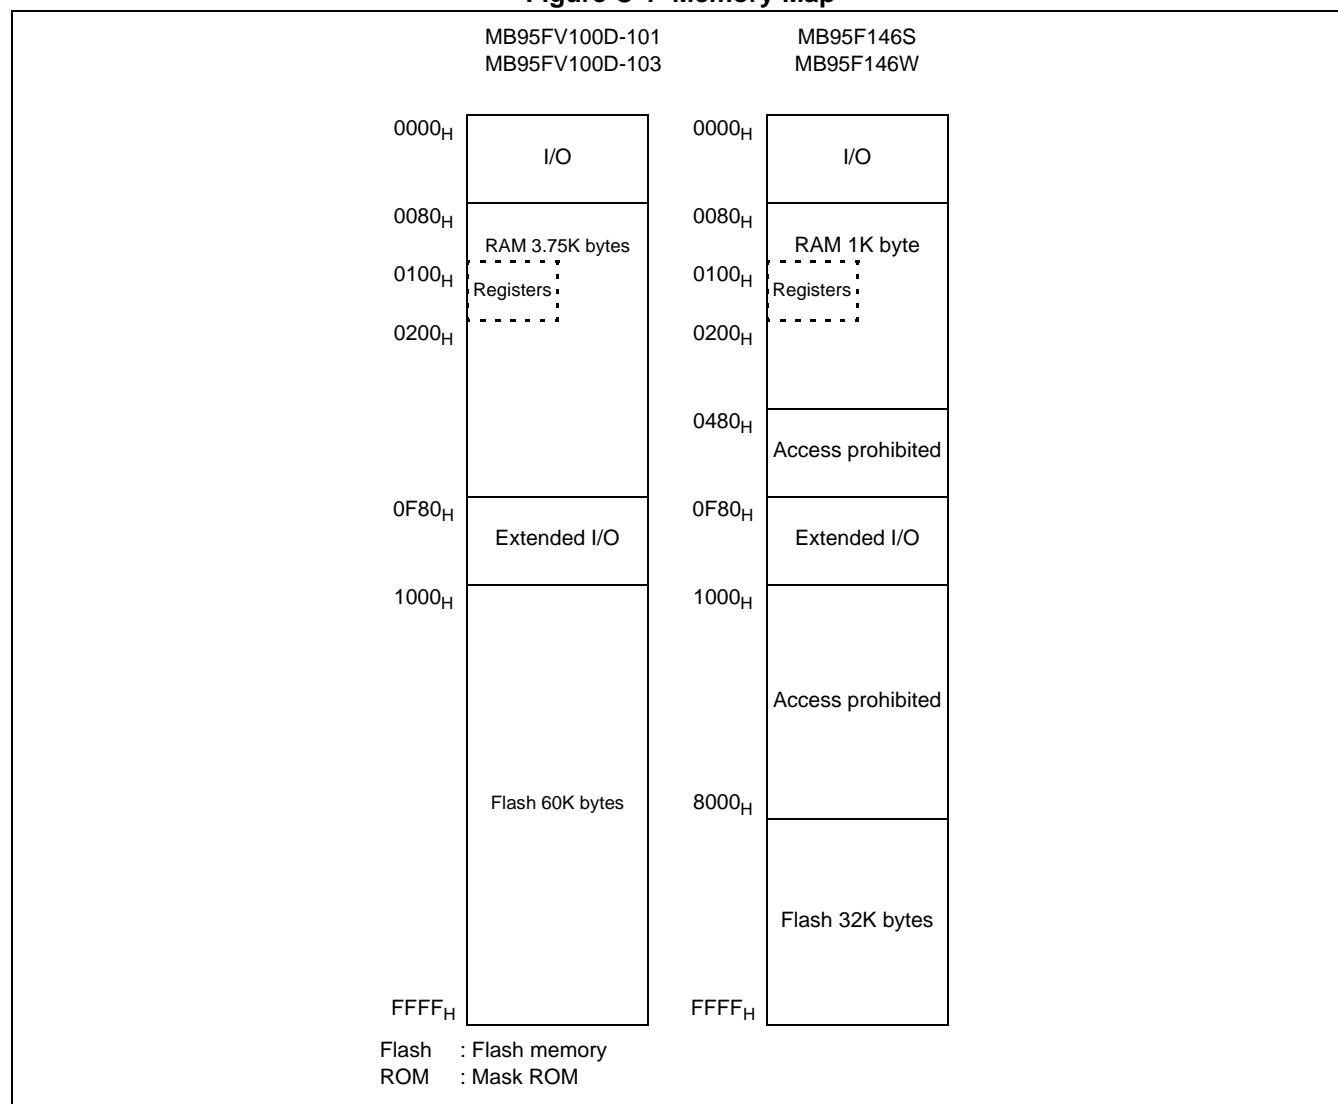 Figure C-1 Memory Map
MB95FV100D-101
MB95FV100D-103
MB95F146S
MB95F146W
0000H
I/O
0080H
RAM 3.75K bytes
0100H
Registers
0200H
0F80H
Extended I/O
1000H
Flash 60K bytes
FFFFH
0000H
I/O
0080H
RAM 1K byte
0100H
Registers
0200H
0480H
Access prohibited
0F80H
Extended I/O
1000H
Access prohibited
8000H
Flash 32K bytes
FFFFH
Flash : Flash memory
ROM : Mask ROM